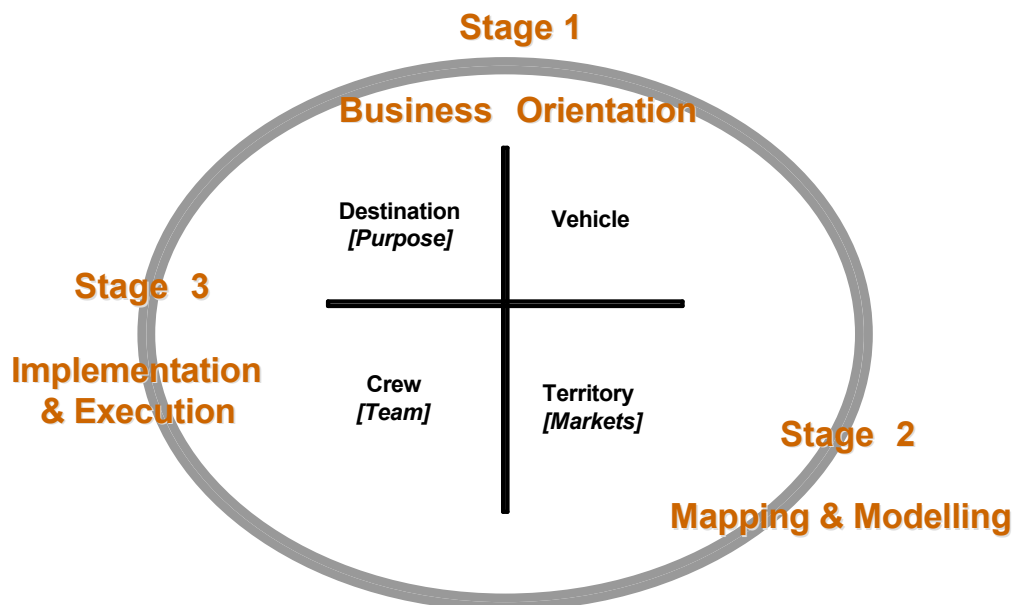 Stage 1
Business Orientation
Destination
[Purpose]
Vehicle
Stage 3
Implementation
& Execution
Crew
[Team]
Territory
[Markets]
Stage 2
Mapping & Modelling